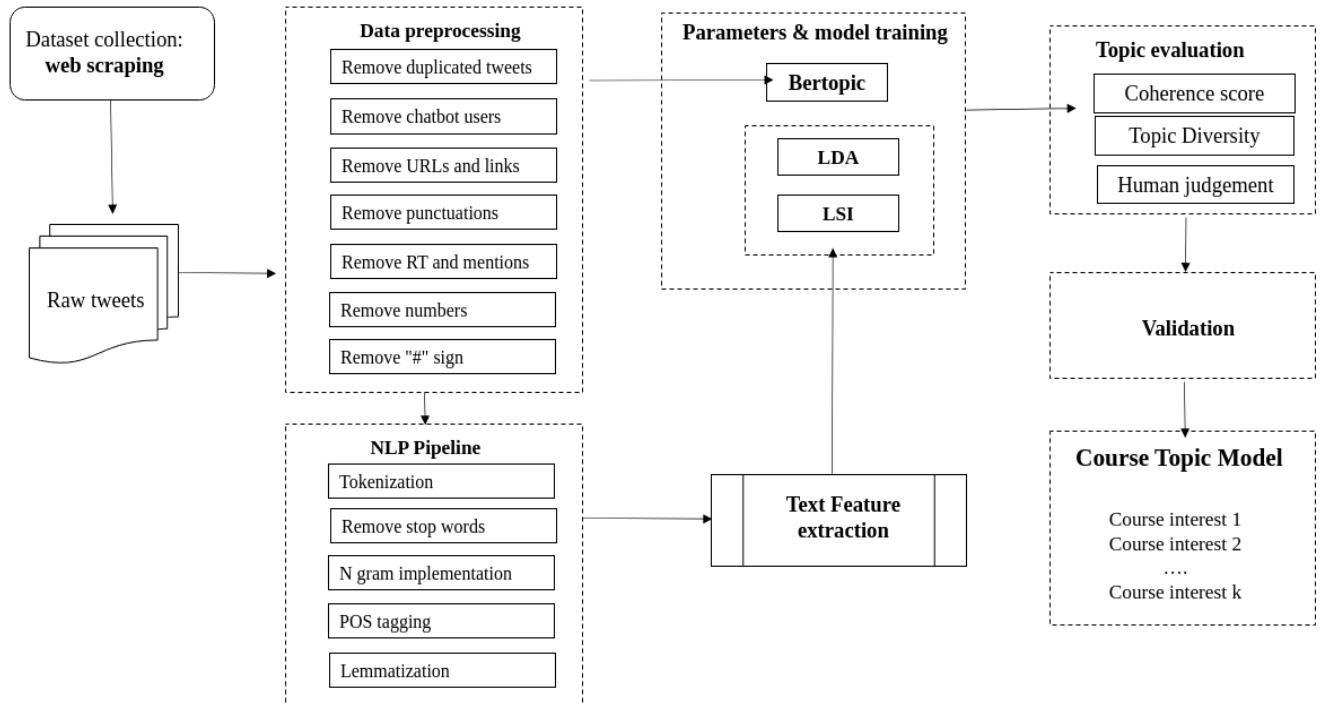 Dataset collection:
web scraping
Raw tweets
Data preprocessing
Remove duplicated tweets
Remove chatbot users
Remove URLs and links
Remove punctuations
Remove RT and mentions
Remove numbers
Remove "#" sign
NLP Pipeline
Tokenization
Remove stop words
N gram implementation
POS tagging
Lemmatization
Parameters & model training
Bertopic
LDA
LSI
Text Feature
extraction
Topic evaluation
Coherence score
Topic Diversity
Human judgement
Validation
Course Topic Model
Course interest 1
Course interest 2
....
Course interest k